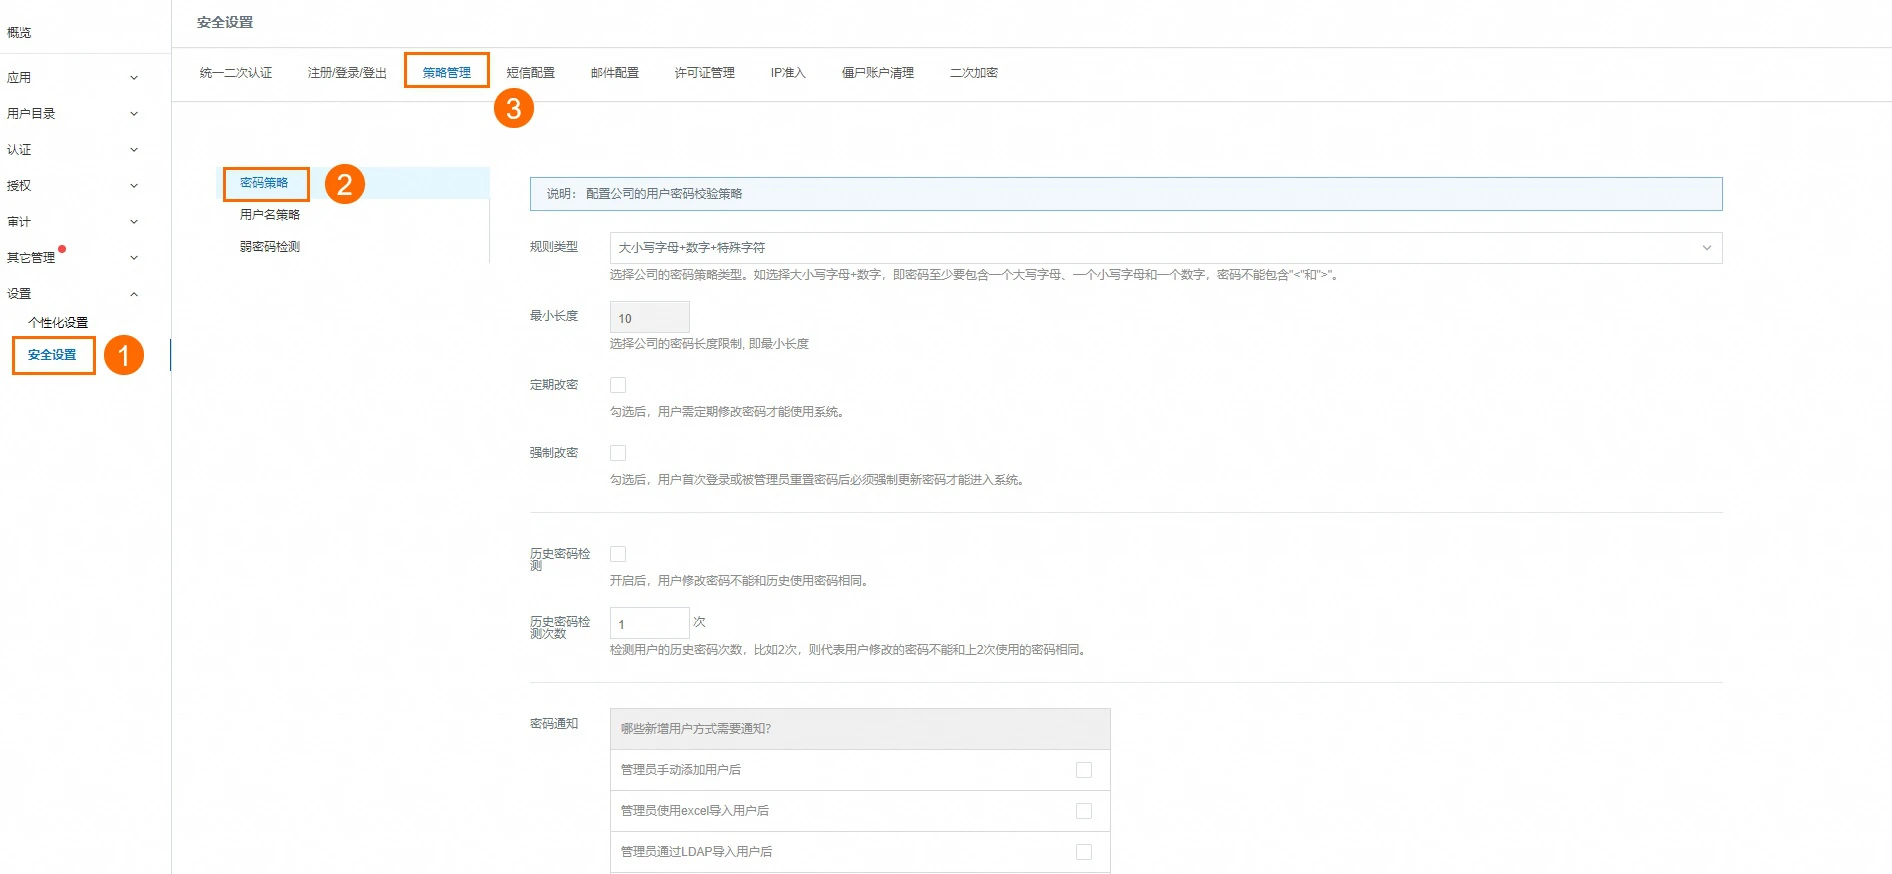 概览
应用
用户目录
认证
授权
审计
其它管理
设置
个性化设置
安全设置
1
安全设置
统一二次认证 注册/登录/登出 策略管理 短信配置 邮件配置 许可证管理 IP准入 僵尸账户清理 二次加密
3
密码策略
2
用户名策略
弱密码检测
说明： 配置公司的用户密码校验策略
规则类型 大小写字母+数字+特殊字符
选择公司的密码策略类型。如选择大小写字母+数字，即密码至少要包含一个大写字母、一个小写字母和一个数字，密码不能包含"<"和">"。
最小长度 10
选择公司的密码长度限制, 即最小长度
定期改密
勾选后，用户需定期修改密码才能使用系统。
强制改密
勾选后，用户首次登录或被管理员重置密码后必须强制更新密码才能进入系统。
历史密码检
测
开启后，用户修改密码不能和历史使用密码相同。
历史密码检
测次数
1 次
检测用户的历史密码次数，比如2次，则代表用户修改的密码不能和上2次使用的密码相同。
密码通知 哪些新增用户方式需要通知?
管理员手动添加用户后
管理员使用excel导入用户后
管理员通过LDAP导入用户后